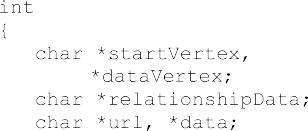 int
{
char *startVertex,
*dataVertex;
char *relationshipData;
char *url, *data;